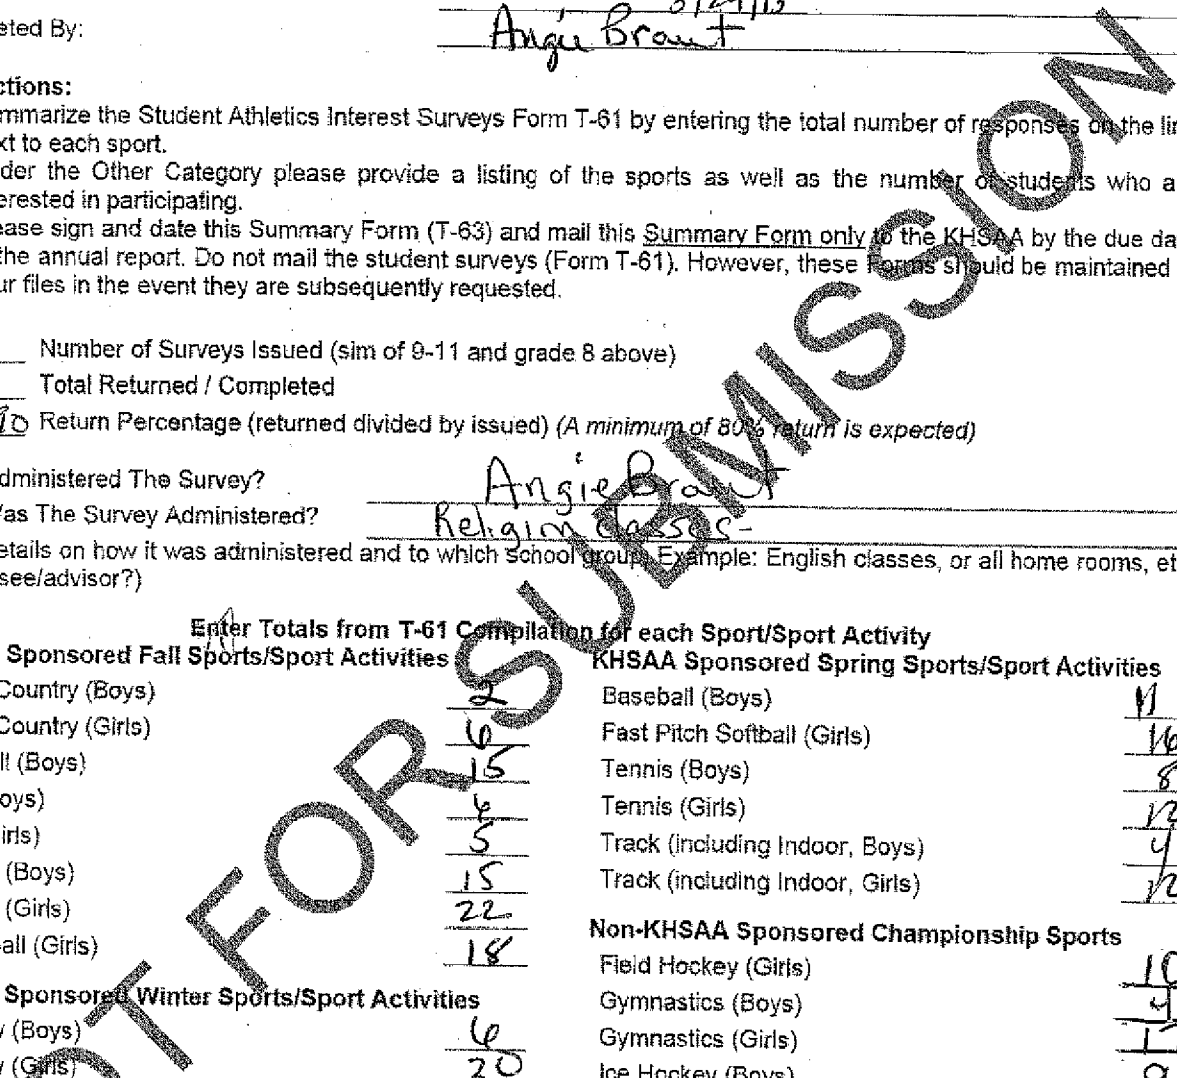 eted By:
Angie Braut
ctions:
mmarize the Student Athletics Interest Surveys Form T-61 by entering the total number of responses on the lin
xt to each sport.
der the Other Category please provide a listing of the sports as well as the number of students who a
erested in participating.
ease sign and date this Summary Form (T-63) and mail this Summary Form only to the KHSAA by the due da
the annual report. Do not mail the student surveys (Form T-61). However, these Forms should be maintained
ur files in the event they are subsequently requested.
Number of Surveys Issued (sim of 9-11 and grade 8 above)
Total Returned / Completed
Return Percentage (returned divided by issued) (A minimum of 80% return is expected)
dministered The Survey? Angie Braut
as The Survey Administered? Religion classes-
etails on how it was administered and to which school group, Example: English classes, or all home rooms, et
see/advisor?)
Enter Totals from T-61 Compilation for each Sport/Sport Activity
Sponsored Fall Sports/Sport Activities
Country (Boys) 2
Country (Girls) 6
ll (Boys) 15
oys)
irls) 5
(Boys) 15
(Girls) 22
all (Girls) 18
Sponsored Winter Sports/Sport Activities
(Boys) 6
(Girls) 20
KHSAA Sponsored Spring Sports/Sport Activities
Baseball (Boys) 11
Fast Pitch Softball (Girls) 16
Tennis (Boys) 8
Tennis (Girls) 12
Track (including Indoor, Boys) 4
Track (including Indoor, Girls) 12
Non-KHSAA Sponsored Championship Sports
Field Hockey (Girls) 10
Gymnastics (Boys) 4
Gymnastics (Girls)
Ice Hockey (Boys)
OT FOR SUBMISSION